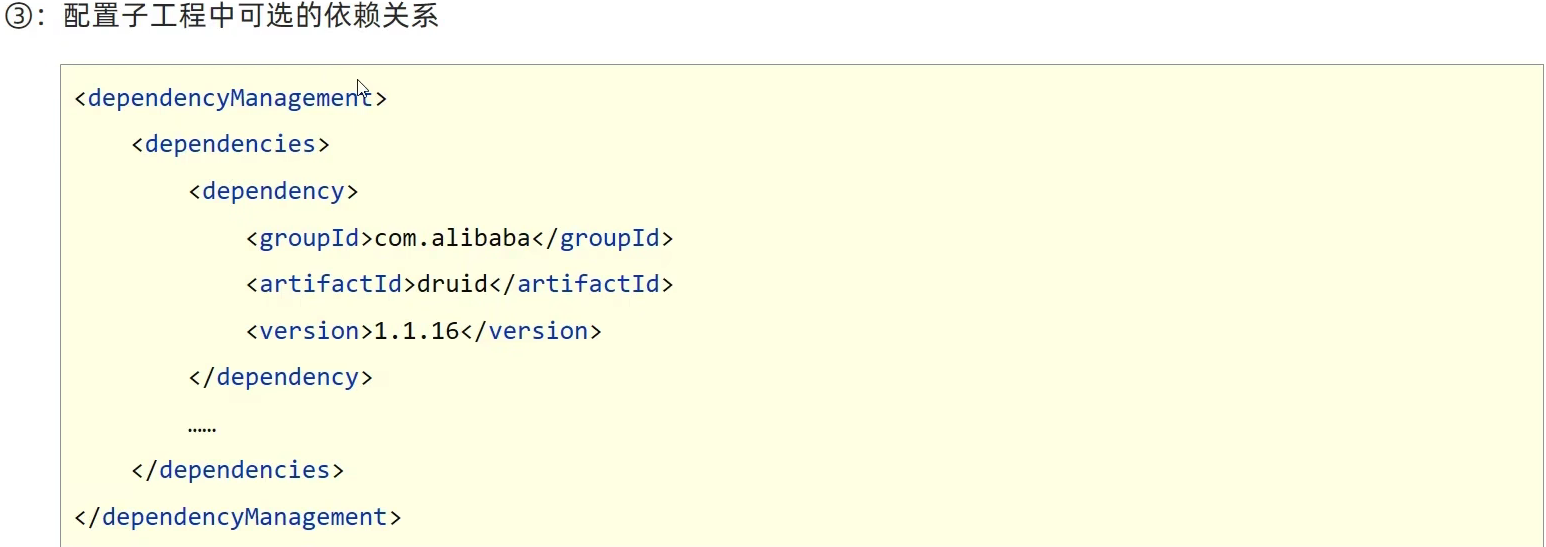 ③：配置子工程中可选的依赖关系
<dependencyManagement>
<dependencies>
<dependency>
<groupId>com.alibaba</groupId>
<artifactId>druid</artifactId>
<version>1.1.16</version>
</dependency>
……
</dependencies>
</dependencyManagement>